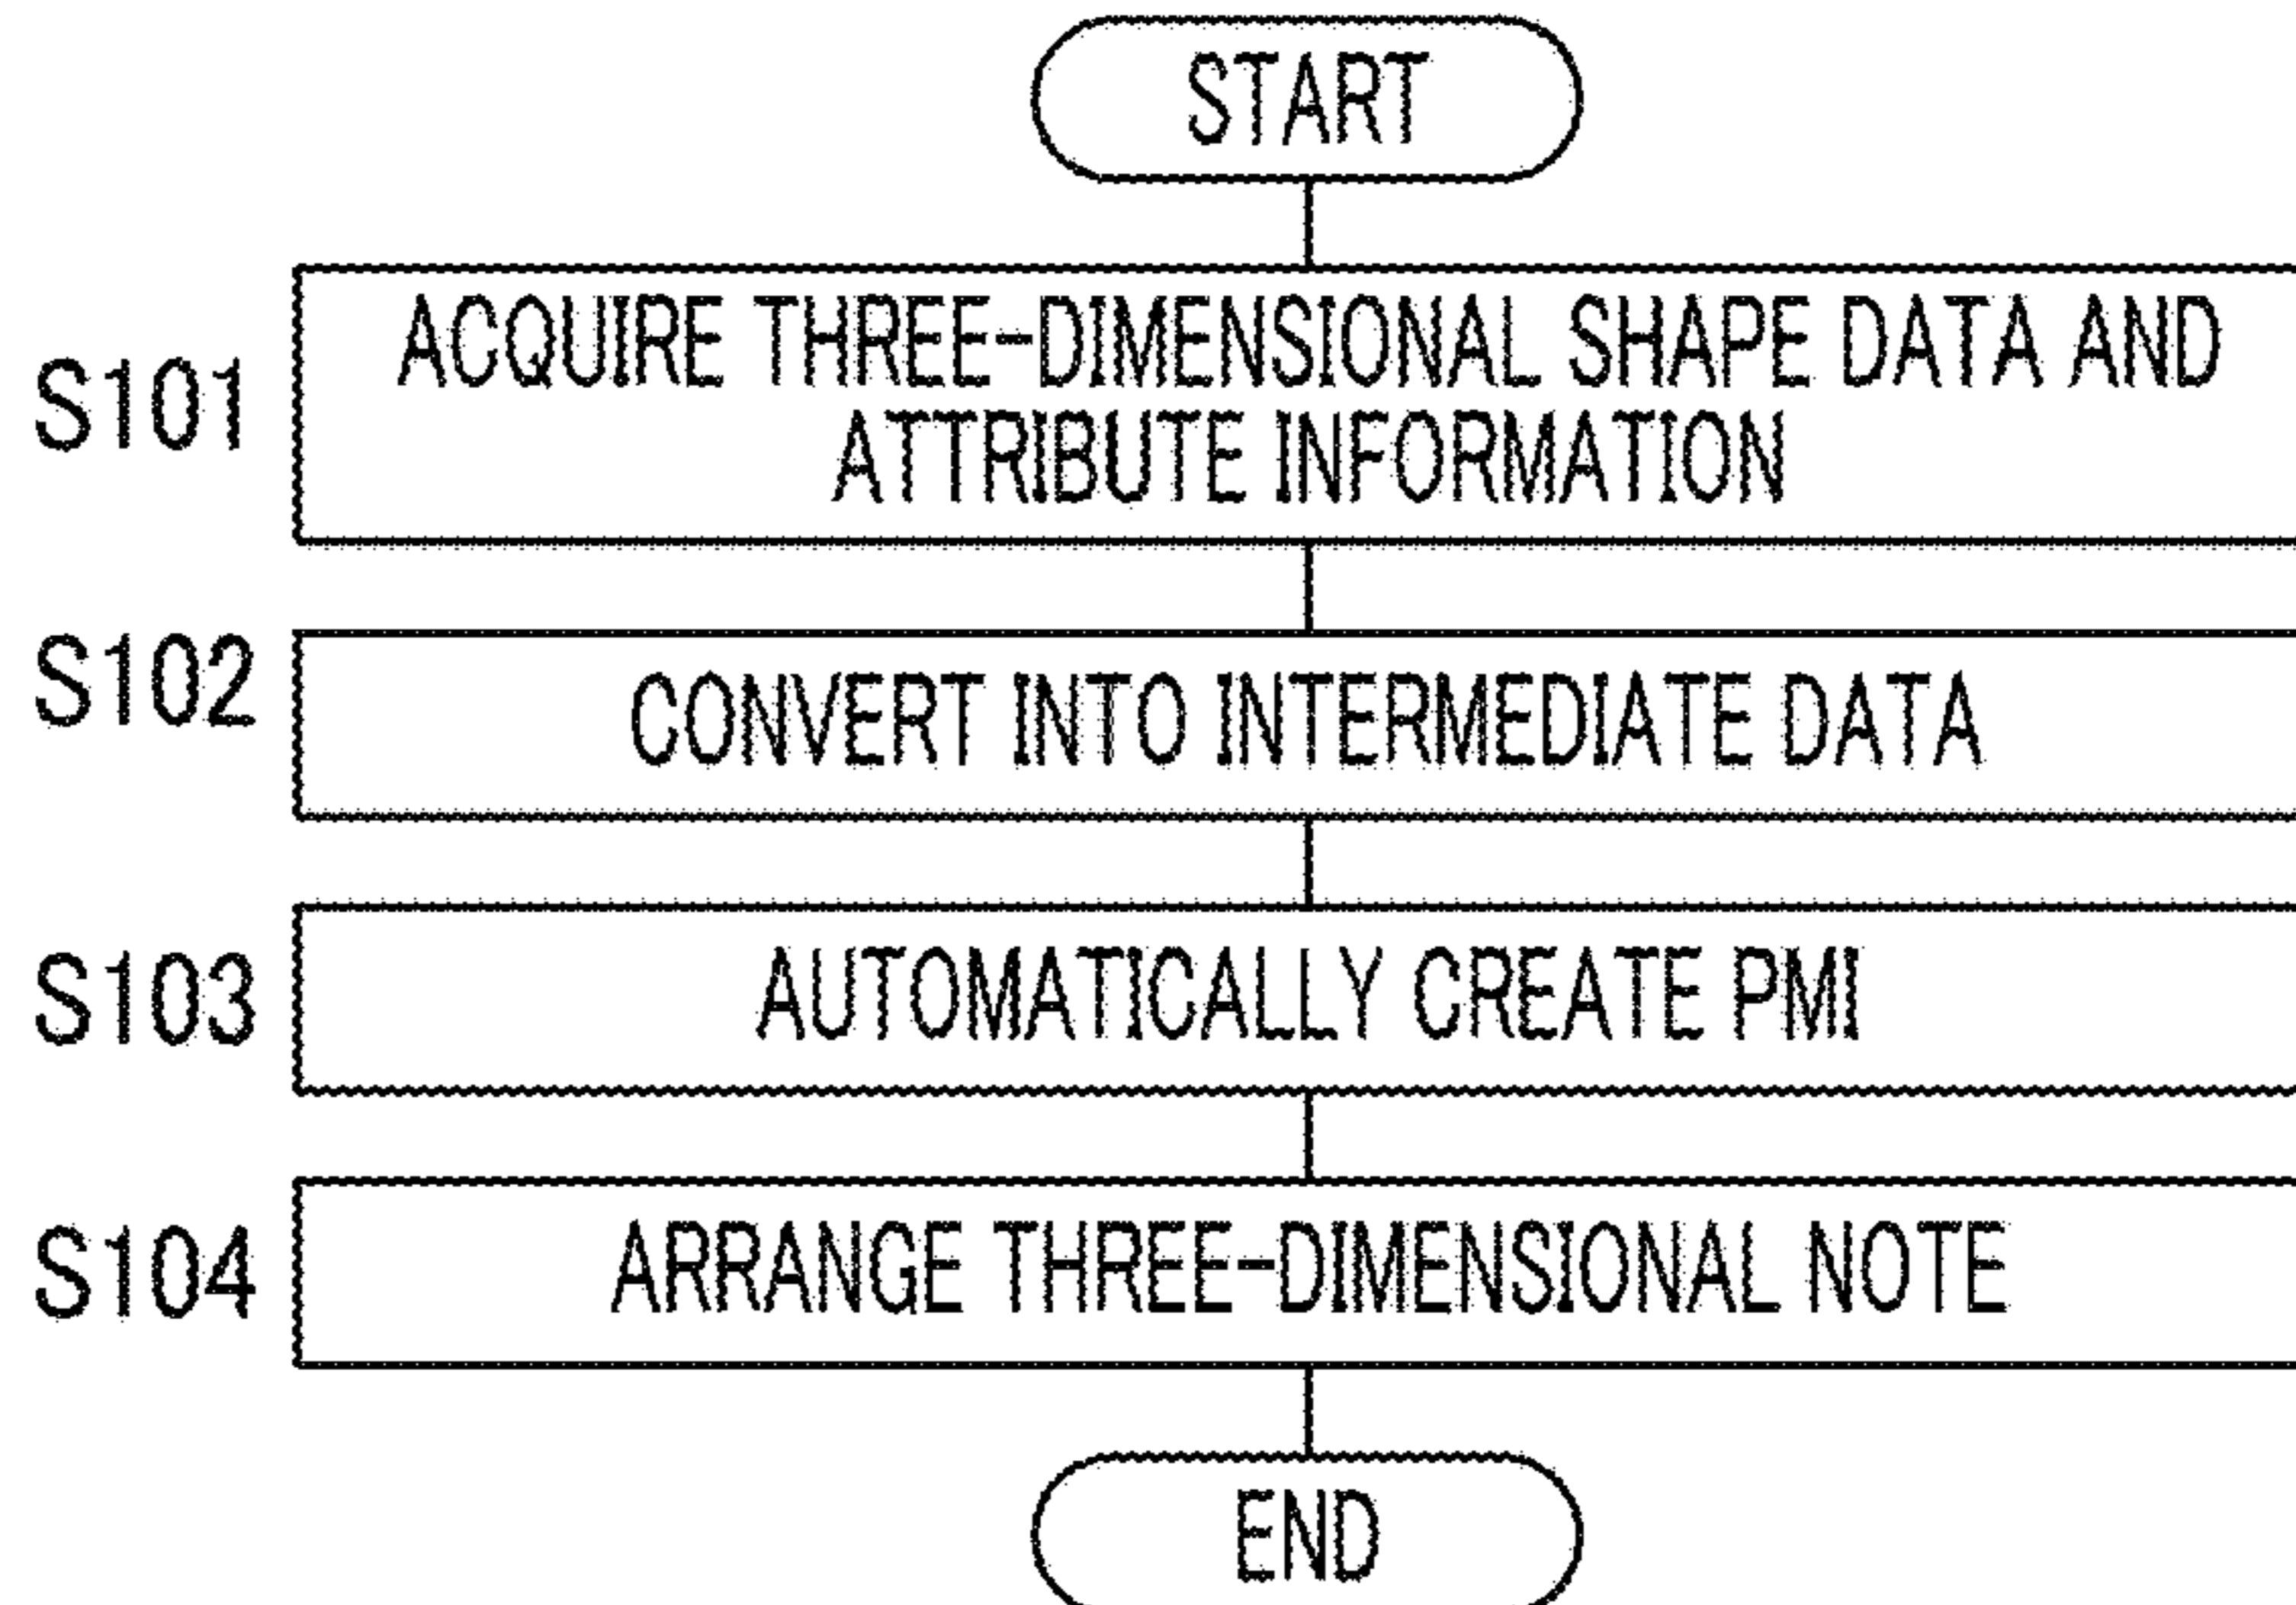 START
S101
ACQUIRE THREE-DIMENSIONAL SHAPE DATA AND
ATTRIBUTE INFORMATION
S102
CONVERT INTO INTERMEDIATE DATA
S103
AUTOMATICALLY CREATE PMI
S104
ARRANGE THREE-DIMENSIONAL NOTE
END